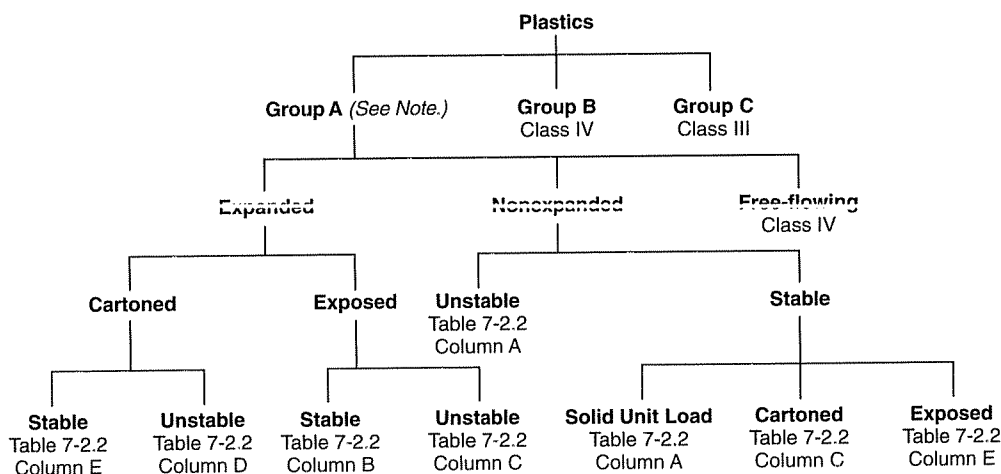 Plastics
Group A (See Note.)
Group B
Class IV
Group C
Class III
Expanded
Nonexpanded
Free-flowing
Class IV
Cartoned
Exposed
Unstable
Table 7-2.2
Column A
Stable
Stable
Table 7-2.2
Column E
Unstable
Table 7-2.2
Column D
Stable
Table 7-2.2
Column B
Unstable
Table 7-2.2
Column C
Solid Unit Load
Table 7-2.2
Column A
Cartoned
Table 7-2.2
Column C
Exposed
Table 7-2.2
Column E